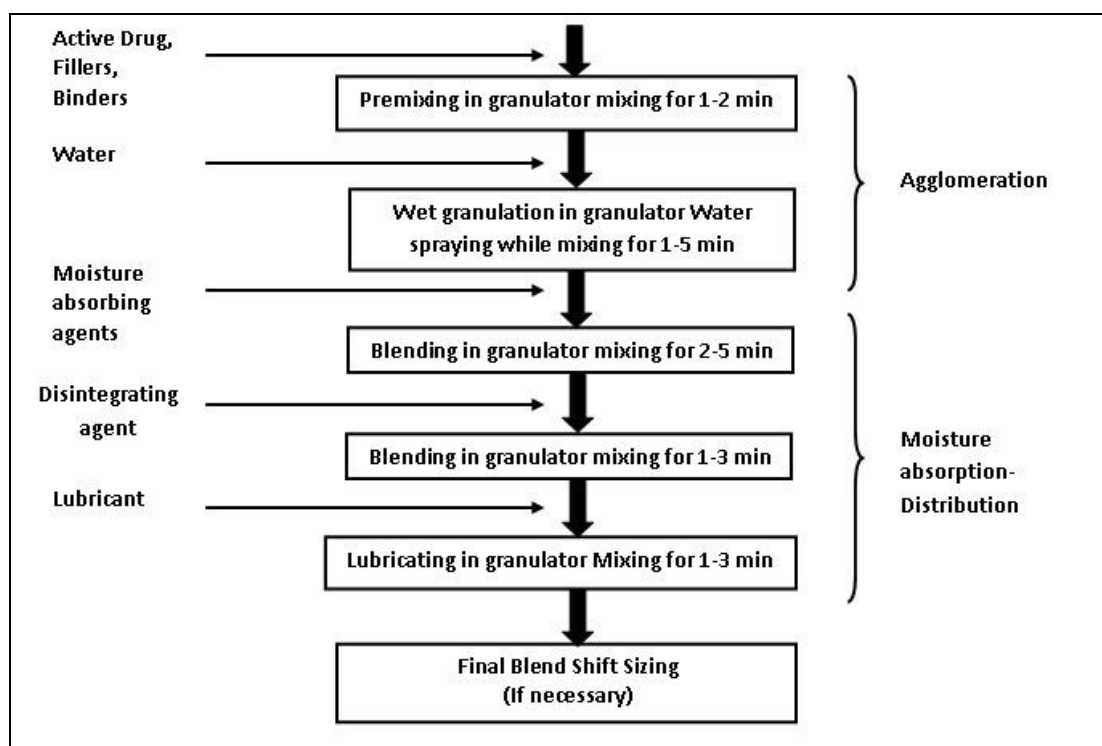 Active Drug,
Fillers,
Binders
Premixing in granulator mixing for 1-2 min
Water
Agglomeration
Wet granulation in granulator Water
spraying while mixing for 1-5 min
Moisture
absorbing
agents
Blending in granulator mixing for 2-5 min
Disintegrating
agent
Blending in granulator mixing for 1-3 min
Moisture
absorption-
Distribution
Lubricant
Lubricating in granulator Mixing for 1-3 min
Final Blend Shift Sizing
(If necessary)